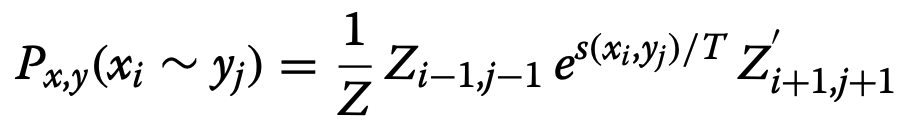 P_{x,y}(x_i ∼ y_j) = \frac{1}{Z} Z_{i−1,j−1} e^{s(x_i,y_j)/T} Z^{'}_{i+1,j+1}